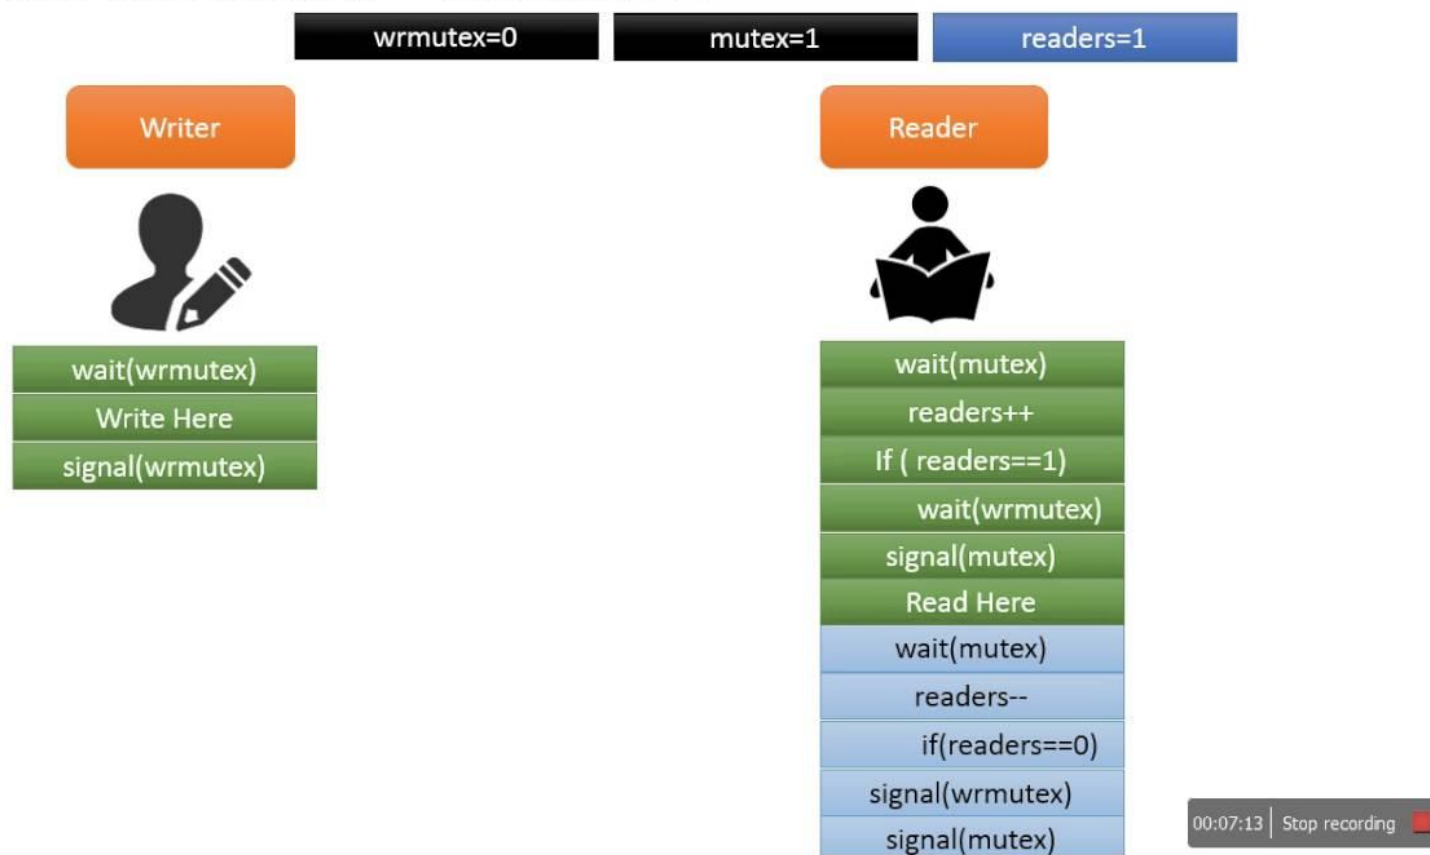 wrmutex=0
mutex=1
readers=1
Writer
Reader
wait(wrmutex)
Write Here
signal(wrmutex)
wait(mutex)
readers++
If ( readers==1)
wait(wrmutex)
signal(mutex)
Read Here
wait(mutex)
readers--
if(readers==0)
signal(wrmutex)
signal(mutex)
00:07:13 Stop recording